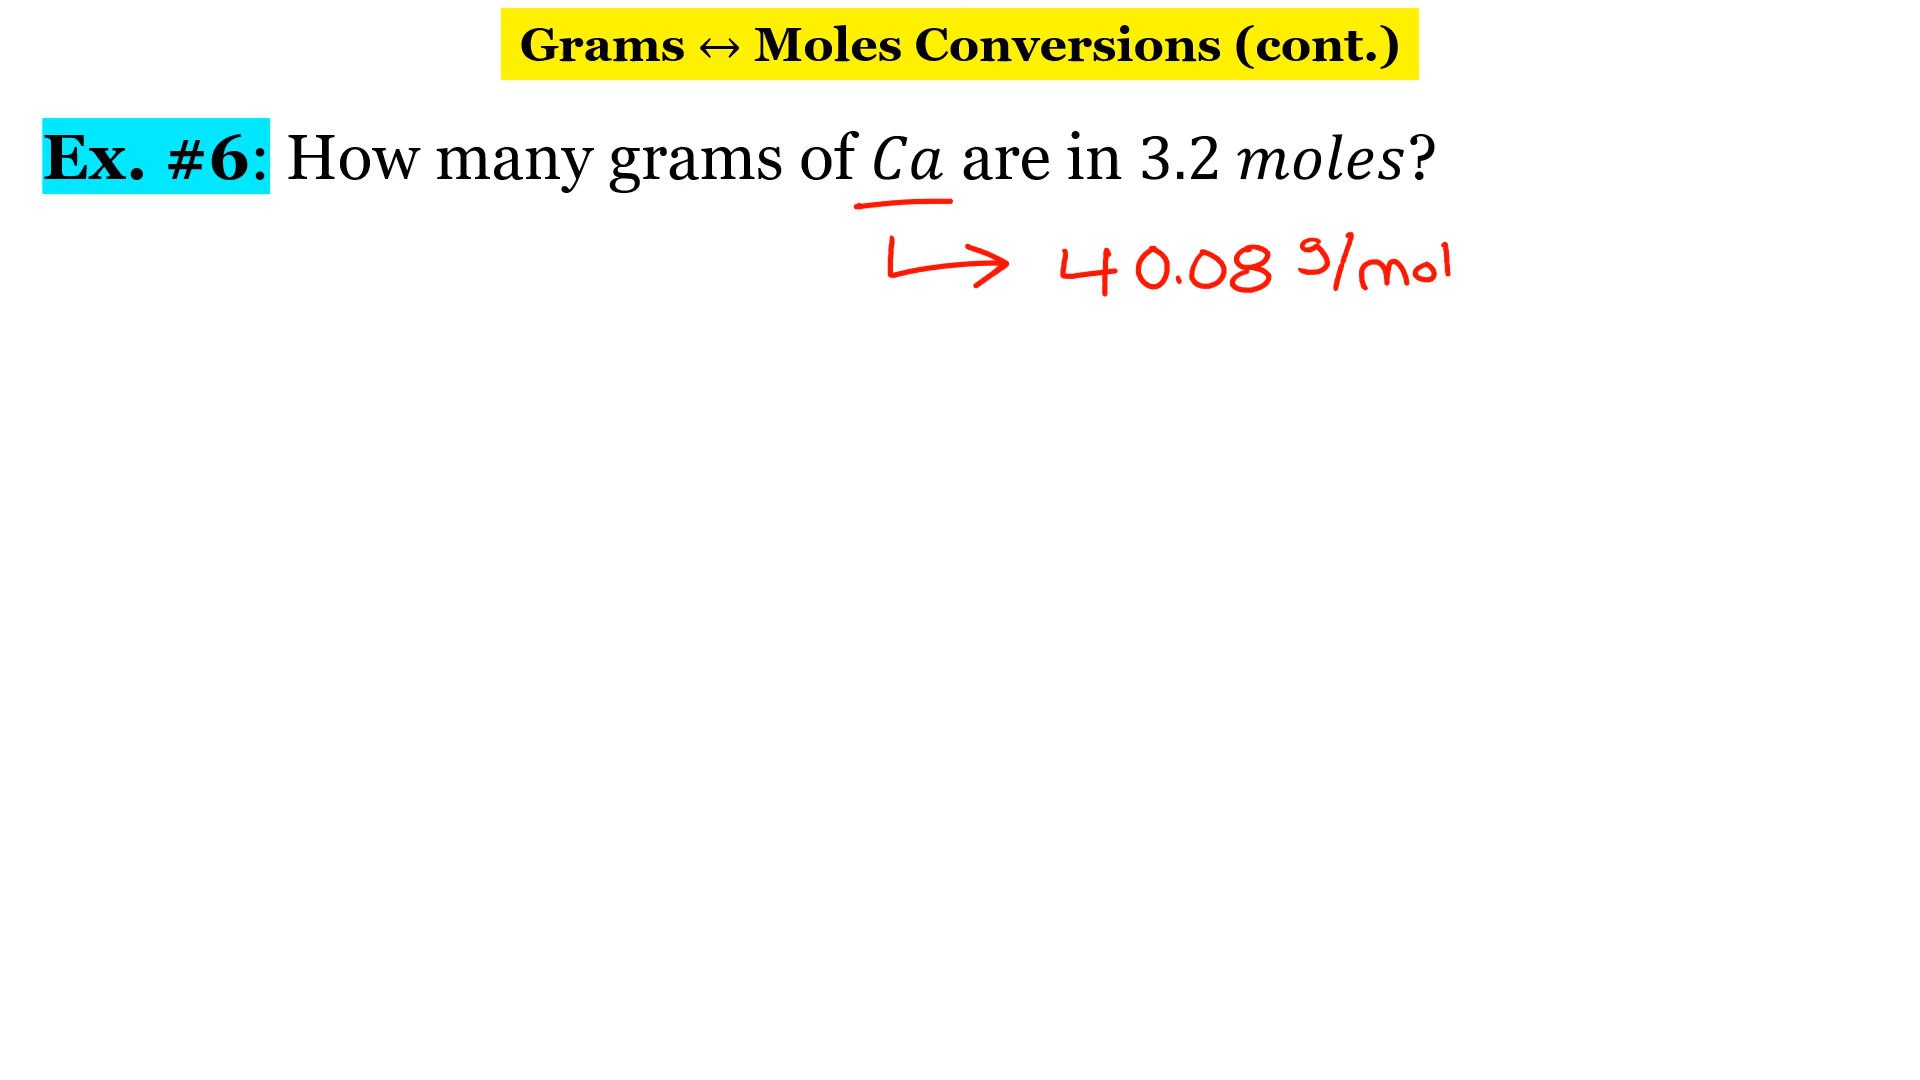 Grams ↔ Moles Conversions (cont.)
Ex. #6: How many grams of Ca are in 3.2 moles?
40.08 g/mol